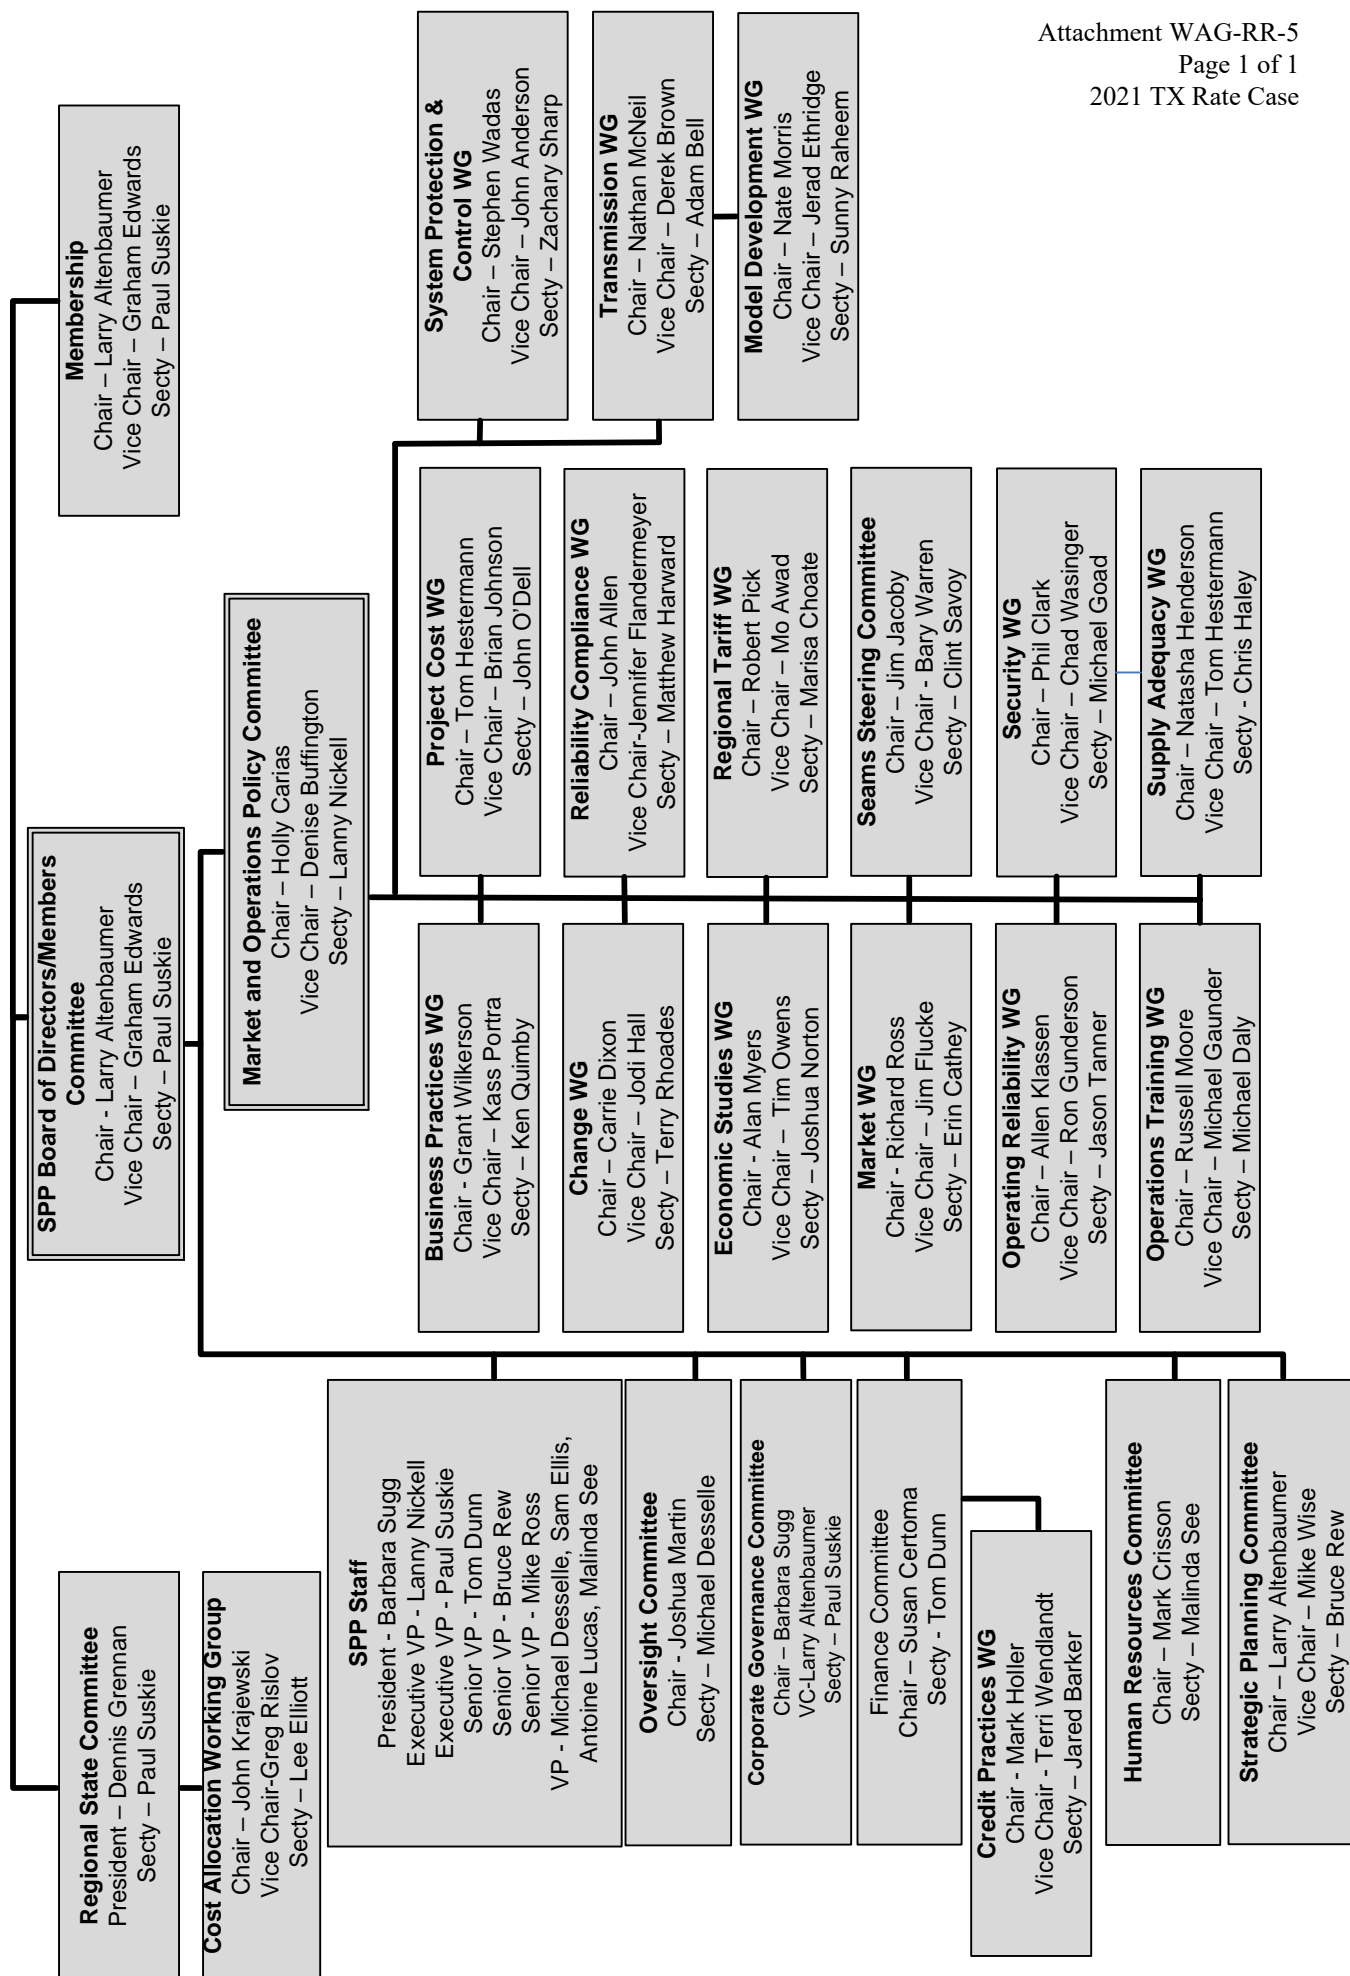 Attachment WAG-RR-5
Page 1 of 1
2021 TX Rate Case
Regional State Committee
President – Dennis Grennan
Secty – Paul Suskie
Cost Allocation Working Group
Chair – John Krajewski
Vice Chair-Greg Rislov
Secty – Lee Elliott
SPP Board of Directors/Members
Committee
Chair - Larry Altenbaumer
Vice Chair – Graham Edwards
Secty – Paul Suskie
Membership
Chair – Larry Altenbaumer
Vice Chair – Graham Edwards
Secty – Paul Suskie
Market and Operations Policy Committee
Chair – Holly Carias
Vice Chair – Denise Buffington
Secty – Lanny Nickell
SPP Staff
President - Barbara Sugg
Executive VP - Lanny Nickell
Executive VP - Paul Suskie
Senior VP - Tom Dunn
Senior VP - Bruce Rew
Senior VP - Mike Ross
VP - Michael Desselle, Sam Ellis,
Antoine Lucas, Malinda See
Oversight Committee
Chair - Joshua Martin
Secty – Michael Desselle
Corporate Governance Committee
Chair – Barbara Sugg
VC-Larry Altenbaumer
Secty – Paul Suskie
Finance Committee
Chair – Susan Certoma
Secty - Tom Dunn
Credit Practices WG
Chair - Mark Holler
Vice Chair - Terri Wendlandt
Secty – Jared Barker
Human Resources Committee
Chair – Mark Crisson
Secty – Malinda See
Strategic Planning Committee
Chair – Larry Altenbaumer
Vice Chair – Mike Wise
Secty – Bruce Rew
Business Practices WG
Chair - Grant Wilkerson
Vice Chair – Kass Portra
Secty – Ken Quimby
Change WG
Chair – Carrie Dixon
Vice Chair – Jodi Hall
Secty – Terry Rhoades
Economic Studies WG
Chair - Alan Myers
Vice Chair – Tim Owens
Secty – Joshua Norton
Market WG
Chair - Richard Ross
Vice Chair – Jim Flucke
Secty – Erin Cathey
Operating Reliability WG
Chair – Allen Klassen
Vice Chair – Ron Gunderson
Secty – Jason Tanner
Operations Training WG
Chair – Russell Moore
Vice Chair – Michael Gaunder
Secty – Michael Daly
Project Cost WG
Chair – Tom Hestermann
Vice Chair – Brian Johnson
Secty – John O’Dell
Reliability Compliance WG
Chair – John Allen
Vice Chair-Jennifer Flandermeyer
Secty – Matthew Harward
Regional Tariff WG
Chair – Robert Pick
Vice Chair – Mo Awad
Secty – Marisa Choate
Seams Steering Committee
Chair – Jim Jacoby
Vice Chair - Bary Warren
Secty – Clint Savoy
Security WG
Chair – Phil Clark
Vice Chair – Chad Wasinger
Secty – Michael Goad
Supply Adequacy WG
Chair – Natasha Henderson
Vice Chair – Tom Hestermann
Secty - Chris Haley
System Protection &
Control WG
Chair – Stephen Wadas
Vice Chair – John Anderson
Secty – Zachary Sharp
Transmission WG
Chair – Nathan McNeil
Vice Chair – Derek Brown
Secty – Adam Bell
Model Development WG
Chair – Nate Morris
Vice Chair – Jerad Ethridge
Secty – Sunny Raheem